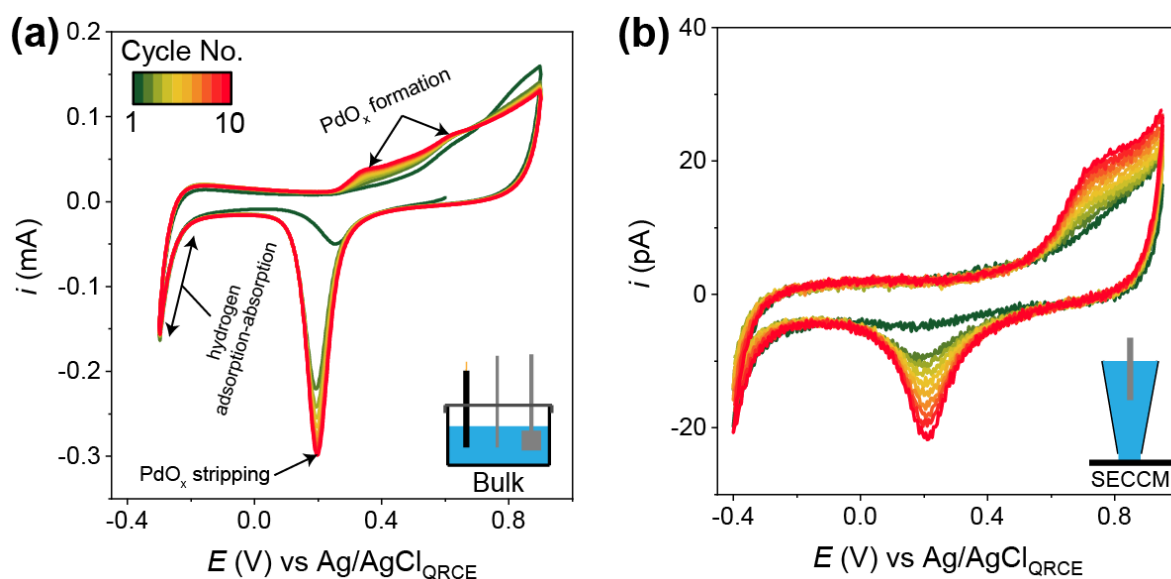 (a)
Cycle No.
1 10
PdOx formation
hydrogen
adsorption-absorption
PdOx stripping
Bulk
0.2
0.1
0.0
-0.1
-0.2
-0.3
i (mA)
-0.4 0.0 0.4 0.8
E (V) vs Ag/AgClQRCE
(b)
20
0
-20
i (pA)
SECCM
-0.4 0.0 0.4 0.8
E (V) vs Ag/AgClQRCE